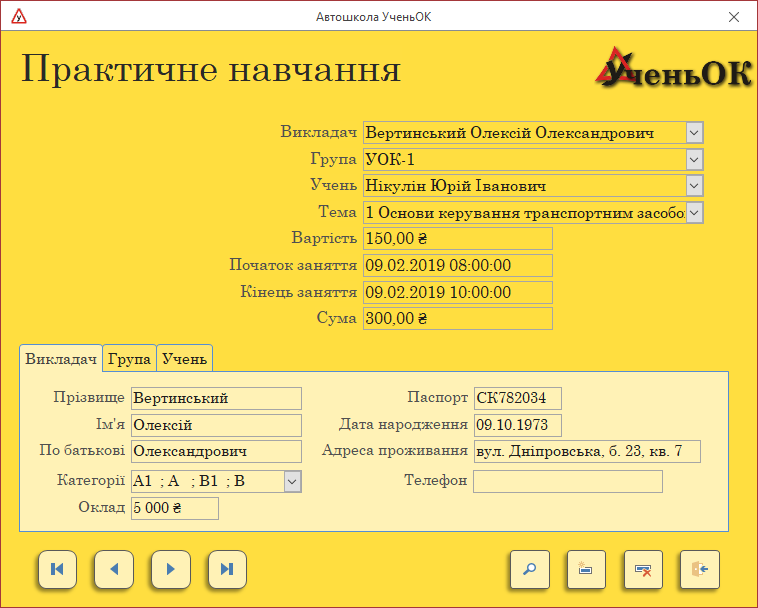 Автошкола УченьОК
Практичне навчання
УченьОК
Викладач Вертинський Олексій Олександрович
Група УОК-1
Учень Нікулін Юрій Іванович
Тема 1 Основи керування транспортним засобо
Вартість 150,00 ₴
Початок заняття 09.02.2019 08:00:00
Кінець заняття 09.02.2019 10:00:00
Сума 300,00 ₴
Викладач Група Учень
Прізвище Вертинський Паспорт СК782034
Ім'я Олексій Дата народження 09.10.1973
По батькові Олександрович Адреса проживання вул. Дніпровська, б. 23, кв. 7
Категорії А1 ; А ; В1 ; В Телефон
Оклад 5 000 ₴